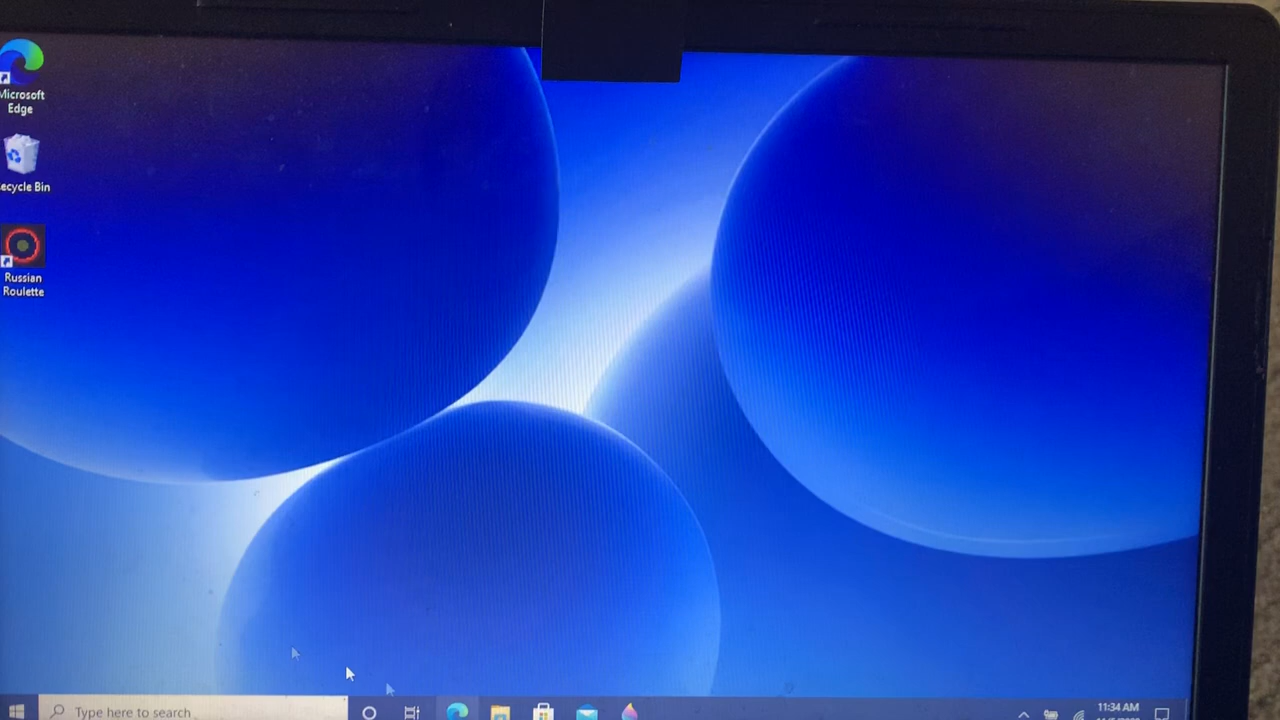 Microsoft
Edge
ecycle Bin
Russian
Roulette
Type here to search
11:34 AM